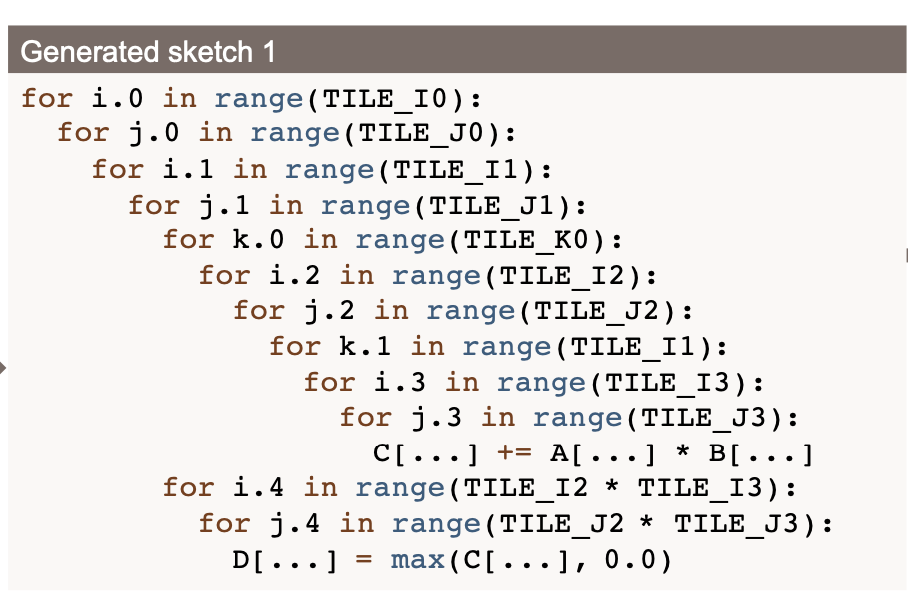 Generated sketch 1
for i.0 in range(TILE_I0):
for j.0 in range(TILE_J0):
for i.1 in range(TILE_I1):
for j.1 in range(TILE_J1):
for k.0 in range(TILE_K0):
for i.2 in range(TILE_I2):
for j.2 in range(TILE_J2):
for k.1 in range(TILE_I1):
for i.3 in range(TILE_I3):
for j.3 in range(TILE_J3):
C[...] += A[...] * B[...]
for i.4 in range(TILE_I2 * TILE_I3):
for j.4 in range(TILE_J2 * TILE_J3):
D[...] = max(C[...], 0.0)